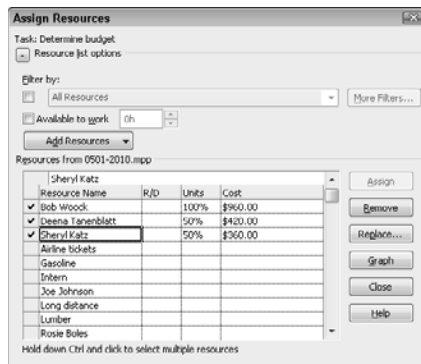 Assign Resources
Task: Determine budget
- Resource list options
Filter by:
All Resources More Filters...
Available to work 0h
Add Resources
Resources from 0501-2010.mpp
Sheryl Katz
Resource Name R/D Units Cost
Bob Woock 100% $960.00
Deena Tanenblatt 50% $420.00
Sheryl Katz 50% $360.00
Airline tickets
Gasoline
Intern
Joe Johnson
Long distance
Lumber
Rosie Boles
Assign
Remove
Replace...
Graph
Close
Help
Hold down Ctrl and click to select multiple resources